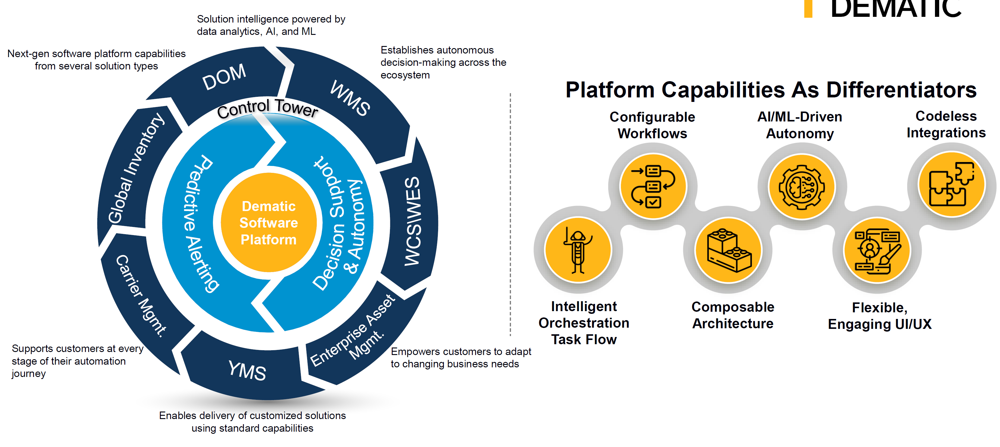 DEMATIC
Solution intelligence powered by
data analytics, AI, and ML
Next-gen software platform capabilities
from several solution types
Establishes autonomous
decision-making across the
ecosystem
DOM
WMS
WCS\WES
Enterprise Asset
Mgmt.
YMS
Carrier Mgmt.
Global Inventory
Control Tower
Predictive Alerting
Decision Support
& Autonomy
Dematic
Software
Platform
Supports customers at every
stage of their automation
journey
Empowers customers to adapt
to changing business needs
Enables delivery of customized solutions
using standard capabilities
Platform Capabilities As Differentiators
Configurable
Workflows
AI/ML-Driven
Autonomy
Codeless
Integrations
Intelligent
Orchestration
Task Flow
Composable
Architecture
Flexible,
Engaging UI/UX